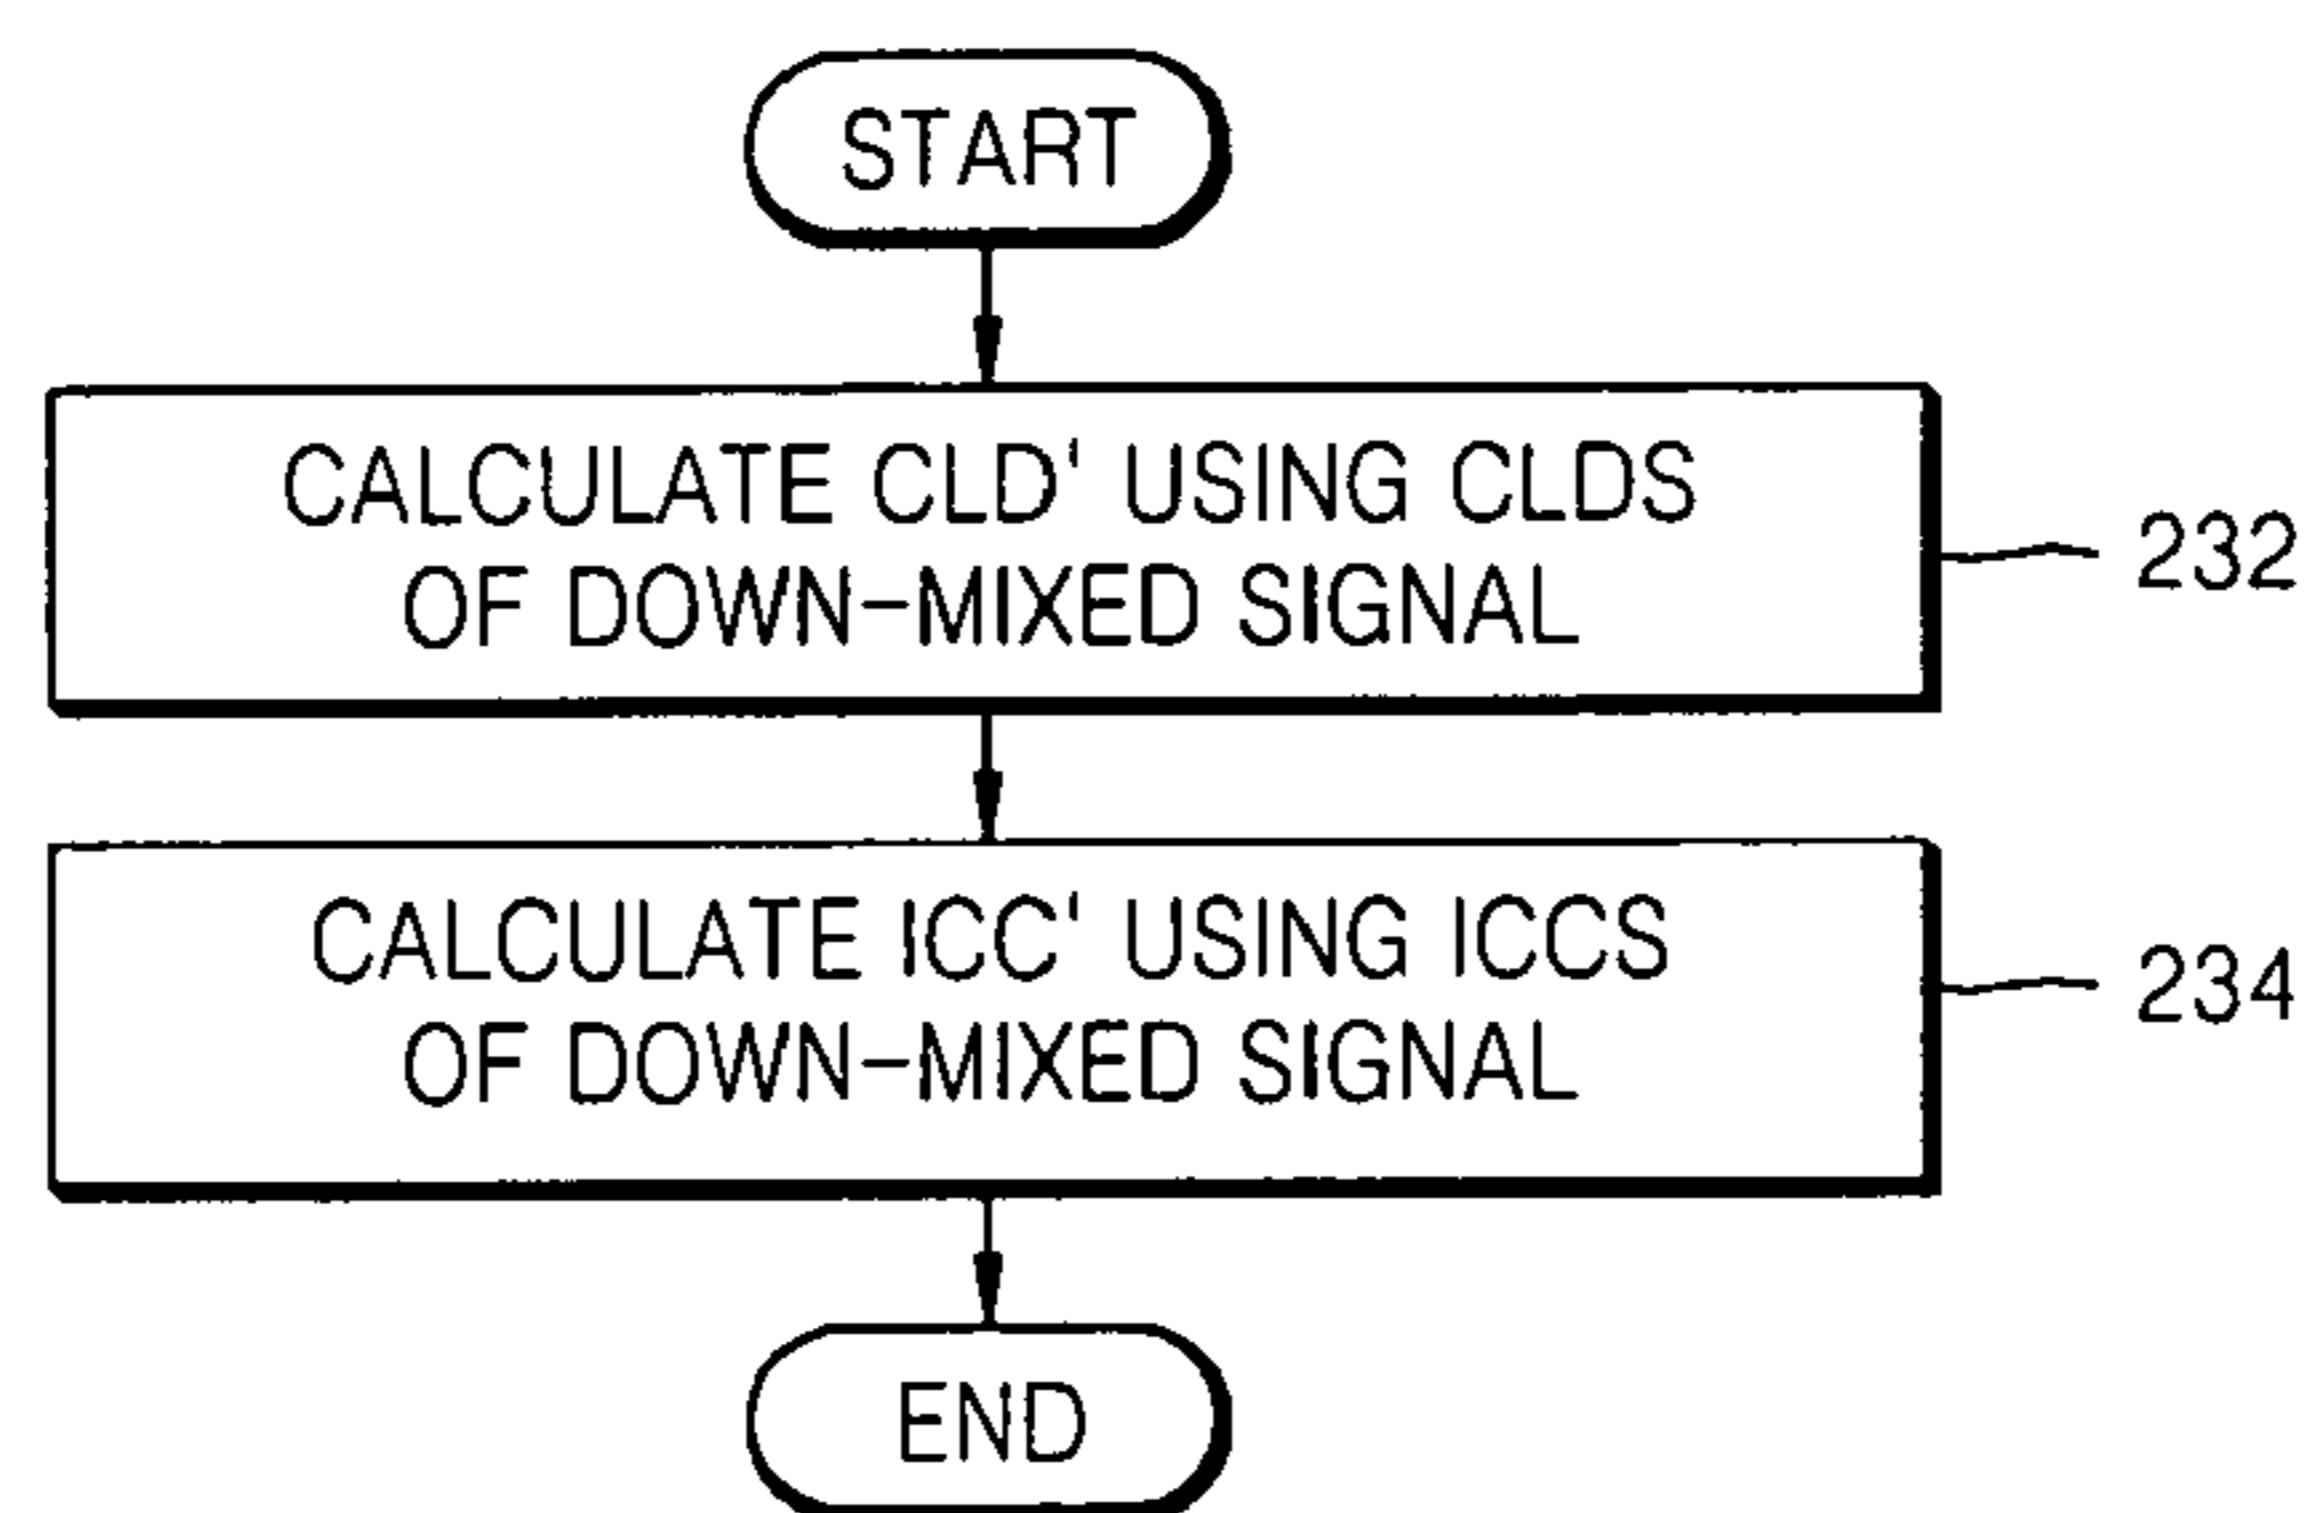 START
CALCULATE CLD' USING CLDS
OF DOWN-MIXED SIGNAL
232
CALCULATE ICC' USING ICCS
OF DOWN-MIXED SIGNAL
234
END